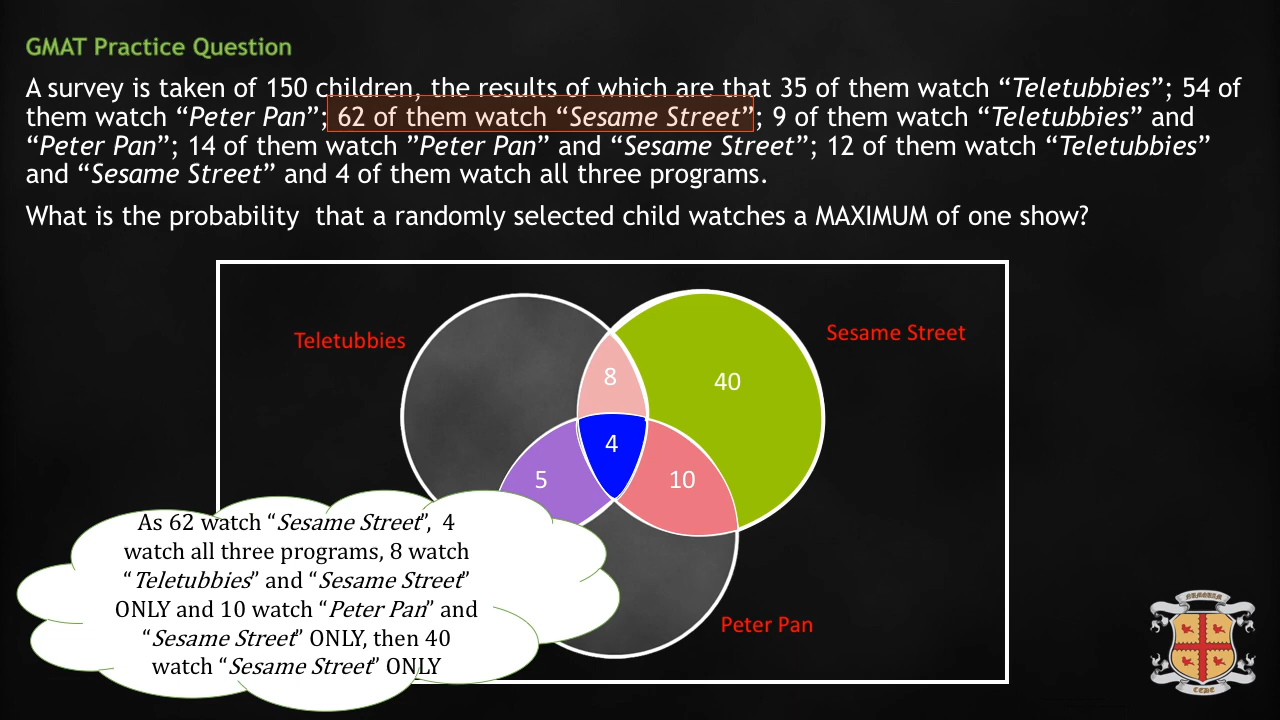 GMAT Practice Question
A survey is taken of 150 children, the results of which are that 35 of them watch “Teletubbies”; 54 of
them watch “Peter Pan”; 62 of them watch “Sesame Street”; 9 of them watch “Teletubbies” and
“Peter Pan”; 14 of them watch ”Peter Pan” and “Sesame Street”; 12 of them watch “Teletubbies”
and “Sesame Street” and 4 of them watch all three programs.
What is the probability  that a randomly selected child watches a MAXIMUM of one show?
Teletubbies
Sesame Street
8
40
4
5
10
As 62 watch “Sesame Street”,  4
watch all three programs, 8 watch
“Teletubbies” and “Sesame Street”
ONLY and 10 watch “Peter Pan” and
“Sesame Street” ONLY, then 40
watch “Sesame Street” ONLY
Peter Pan
NUMQUAM
CEDE